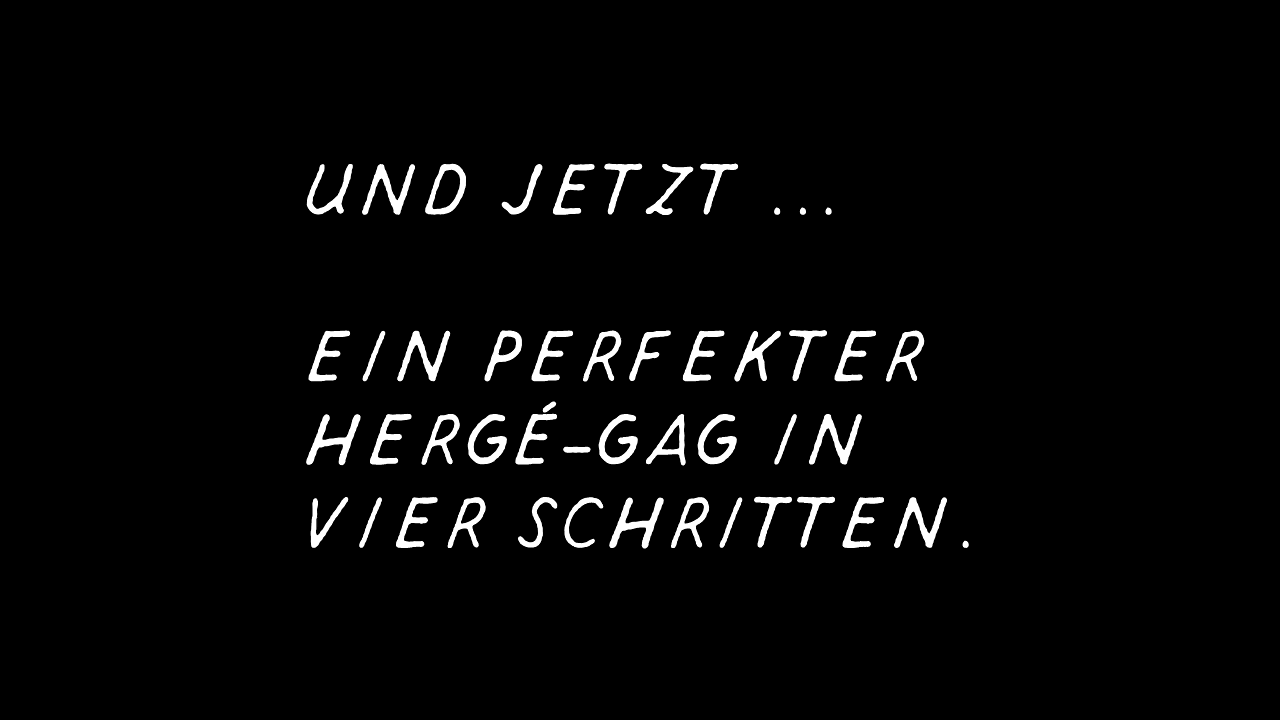 UND JETZT ...
EIN PERFEKTER
HERGÉ-GAG IN
VIER SCHRITTEN.